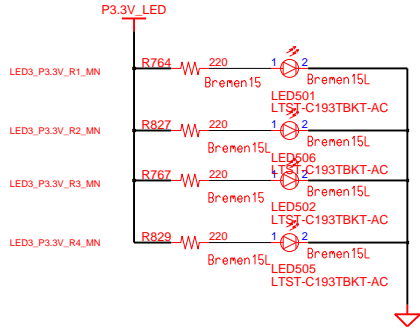 P3.3V_LED
R764 220 1 2
LED3_P3.3V_R1_MN Bremen15 Bremen15L
LED501
LTST-C193TBKT-AC
R827 220 1 2
LED3_P3.3V_R2_MN Bremen15L Bremen15L
LED506
LTST-C193TBKT-AC
R767 220 1 2
LED3_P3.3V_R3_MN Bremen15 Bremen15L
LED502
LTST-C193TBKT-AC
R829 220 1 2
LED3_P3.3V_R4_MN Bremen15L Bremen15L
LED505
LTST-C193TBKT-AC